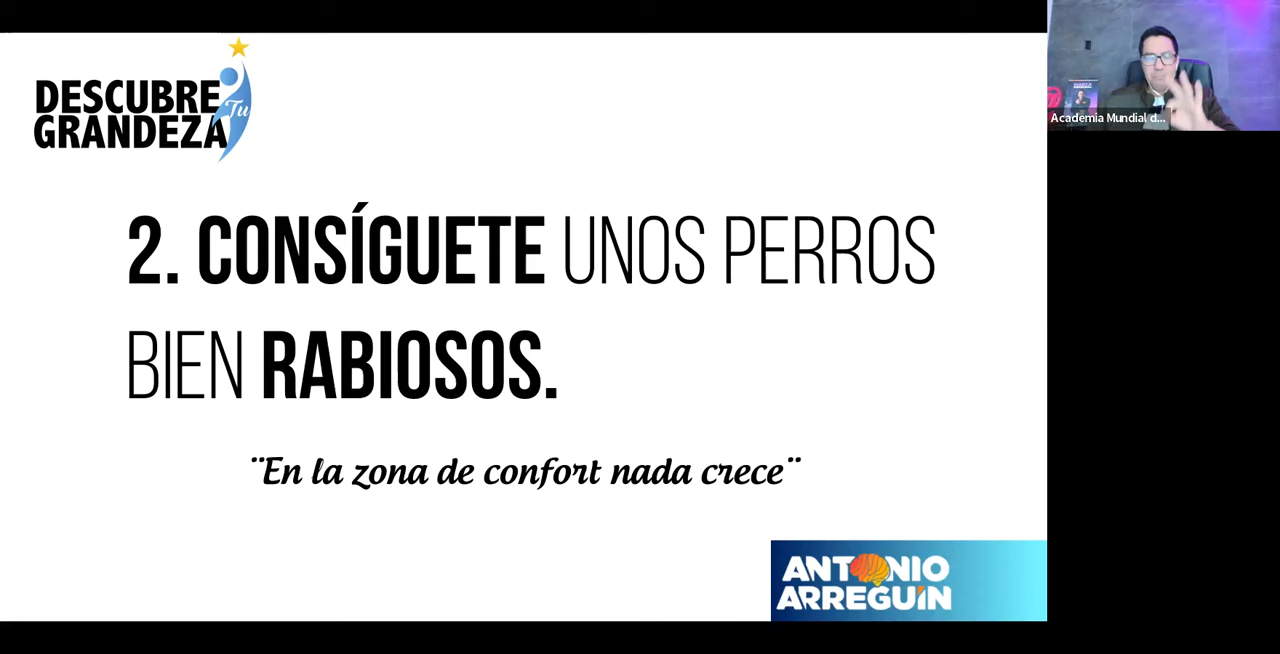 DESCUBRE
Tu
GRANDEZA
2. CONSÍGUETE UNOS PERROS
BIEN RABIOSOS.
¨En la zona de confort nada crece¨
ANTONIO
ARREGUÍN
Academia Mundial d...